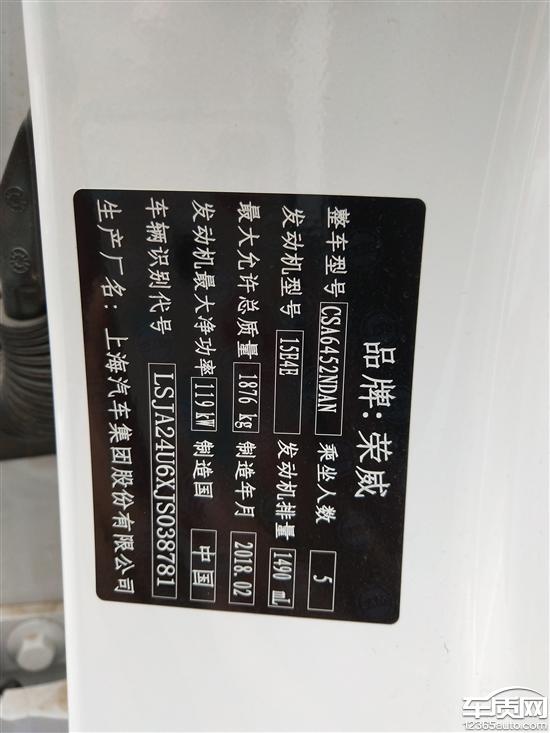 品牌: 荣威
整车型号 CSA6452NDAN 乘坐人数 5
发动机型号 15E4E 发动机排量 1490 mL
最大允许总质量 1876 kg 制造年月 2018.02
发动机最大净功率 119 kW 制造国 中国
车辆识别代号 LSJA24U6XJS038781
生产厂名: 上海汽车集团股份有限公司
车质网
12365auto.com